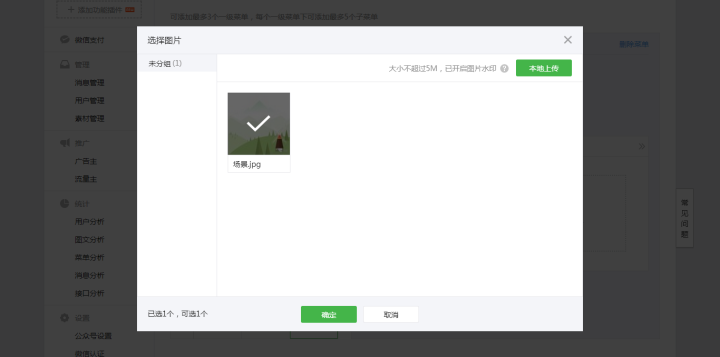 添加功能插件
可添加最多3个一级菜单，每个一级菜单下可添加最多5个子菜单
微信支付
管理
消息管理
用户管理
素材管理
推广
广告主
流量主
统计
用户分析
图文分析
菜单分析
消息分析
接口分析
设置
公众号设置
微信认证
删除菜单
选择图片
未分组 (1)
大小不超过5M，已开启图片水印
本地上传
场景.jpg
已选1个，可选1个
确定
取消
常见问题